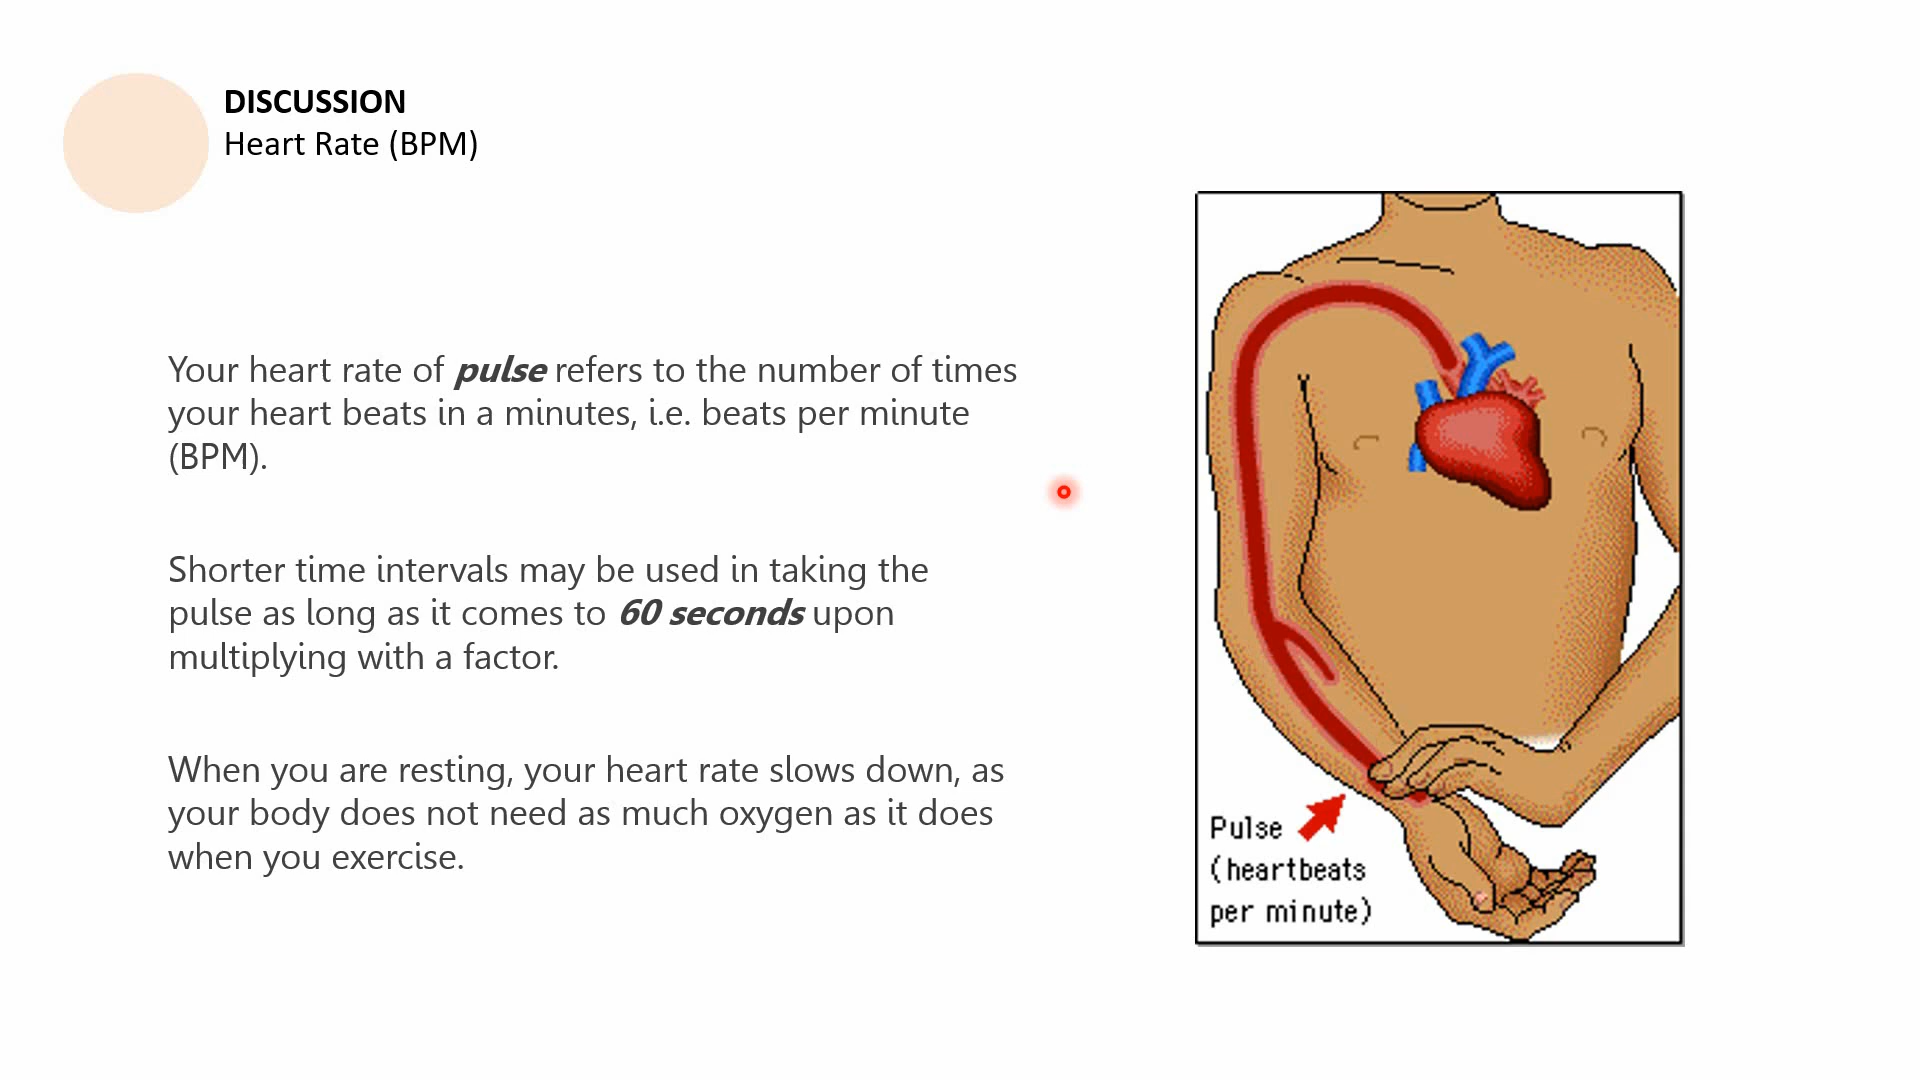 DISCUSSION
Heart Rate (BPM)
Your heart rate of pulse refers to the number of times
your heart beats in a minutes, i.e. beats per minute
(BPM).
Shorter time intervals may be used in taking the
pulse as long as it comes to 60 seconds upon
multiplying with a factor.
When you are resting, your heart rate slows down, as
your body does not need as much oxygen as it does
when you exercise.
Pulse
(heartbeats
per minute)